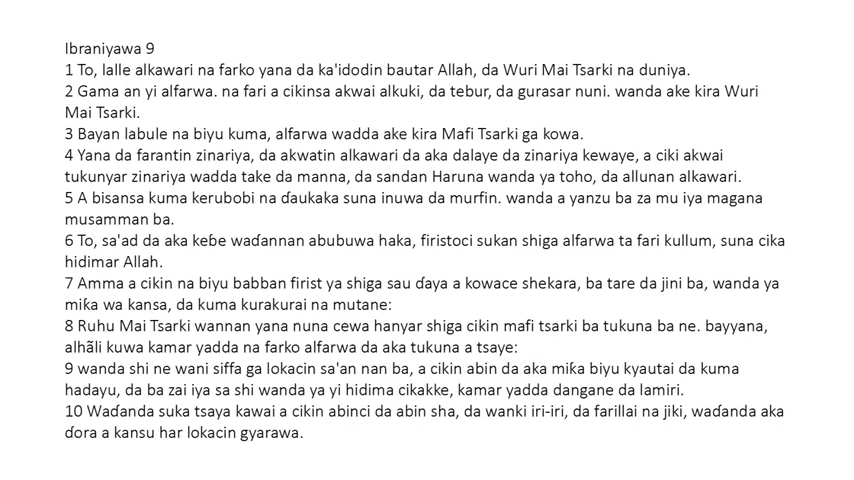 Ibraniyawa 9
1 To, lalle alkawari na farko yana da ka'idodin bautar Allah, da Wuri Mai Tsarki na duniya.
2 Gama an yi alfarwa. na fari a cikinsa akwai alkuki, da tebur, da gurasar nuni. wanda ake kira Wuri
Mai Tsarki.
3 Bayan labule na biyu kuma, alfarwa wadda ake kira Mafi Tsarki ga kowa.
4 Yana da farantin zinariya, da akwatin alkawari da aka dalaye da zinariya kewaye, a ciki akwai
tukunyar zinariya wadda take da manna, da sandan Haruna wanda ya toho, da allunan alkawari.
5 A bisansa kuma kerubobi na ɗaukaka suna inuwa da murfin. wanda a yanzu ba za mu iya magana
musamman ba.
6 To, sa'ad da aka keɓe waɗannan abubuwa haka, firistoci sukan shiga alfarwa ta fari kullum, suna cika
hidimar Allah.
7 Amma a cikin na biyu babban firist ya shiga sau ɗaya a kowace shekara, ba tare da jini ba, wanda ya
miƙa wa kansa, da kuma kurakurai na mutane:
8 Ruhu Mai Tsarki wannan yana nuna cewa hanyar shiga cikin mafi tsarki ba tukuna ba ne. bayyana,
alhãli kuwa kamar yadda na farko alfarwa da aka tukuna a tsaye:
9 wanda shi ne wani siffa ga lokacin sa'an nan ba, a cikin abin da aka miƙa biyu kyautai da kuma
hadayu, da ba zai iya sa shi wanda ya yi hidima cikakke, kamar yadda dangane da lamiri.
10 Waɗanda suka tsaya kawai a cikin abinci da abin sha, da wanki iri-iri, da farillai na jiki, waɗanda aka
ɗora a kansu har lokacin gyarawa.